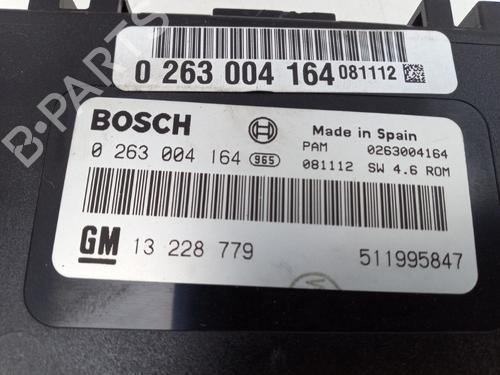 B-PARTS
0 263 004 164 081112
BOSCH
Made in Spain
0 263 004 164 965
PAM 0263004164
081112 SW 4.6 ROM
GM 13 228 779
511995847